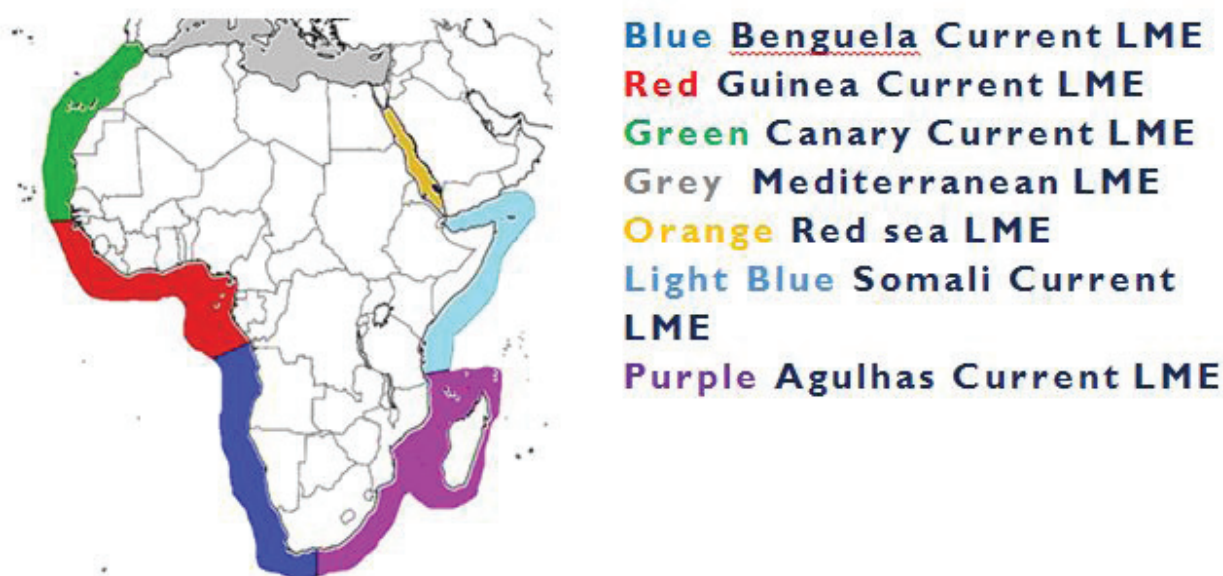 Blue Benguela Current LME
Red Guinea Current LME
Green Canary Current LME
Grey Mediterranean LME
Orange Red sea LME
Light Blue Somali Current
LME
Purple Agulhas Current LME